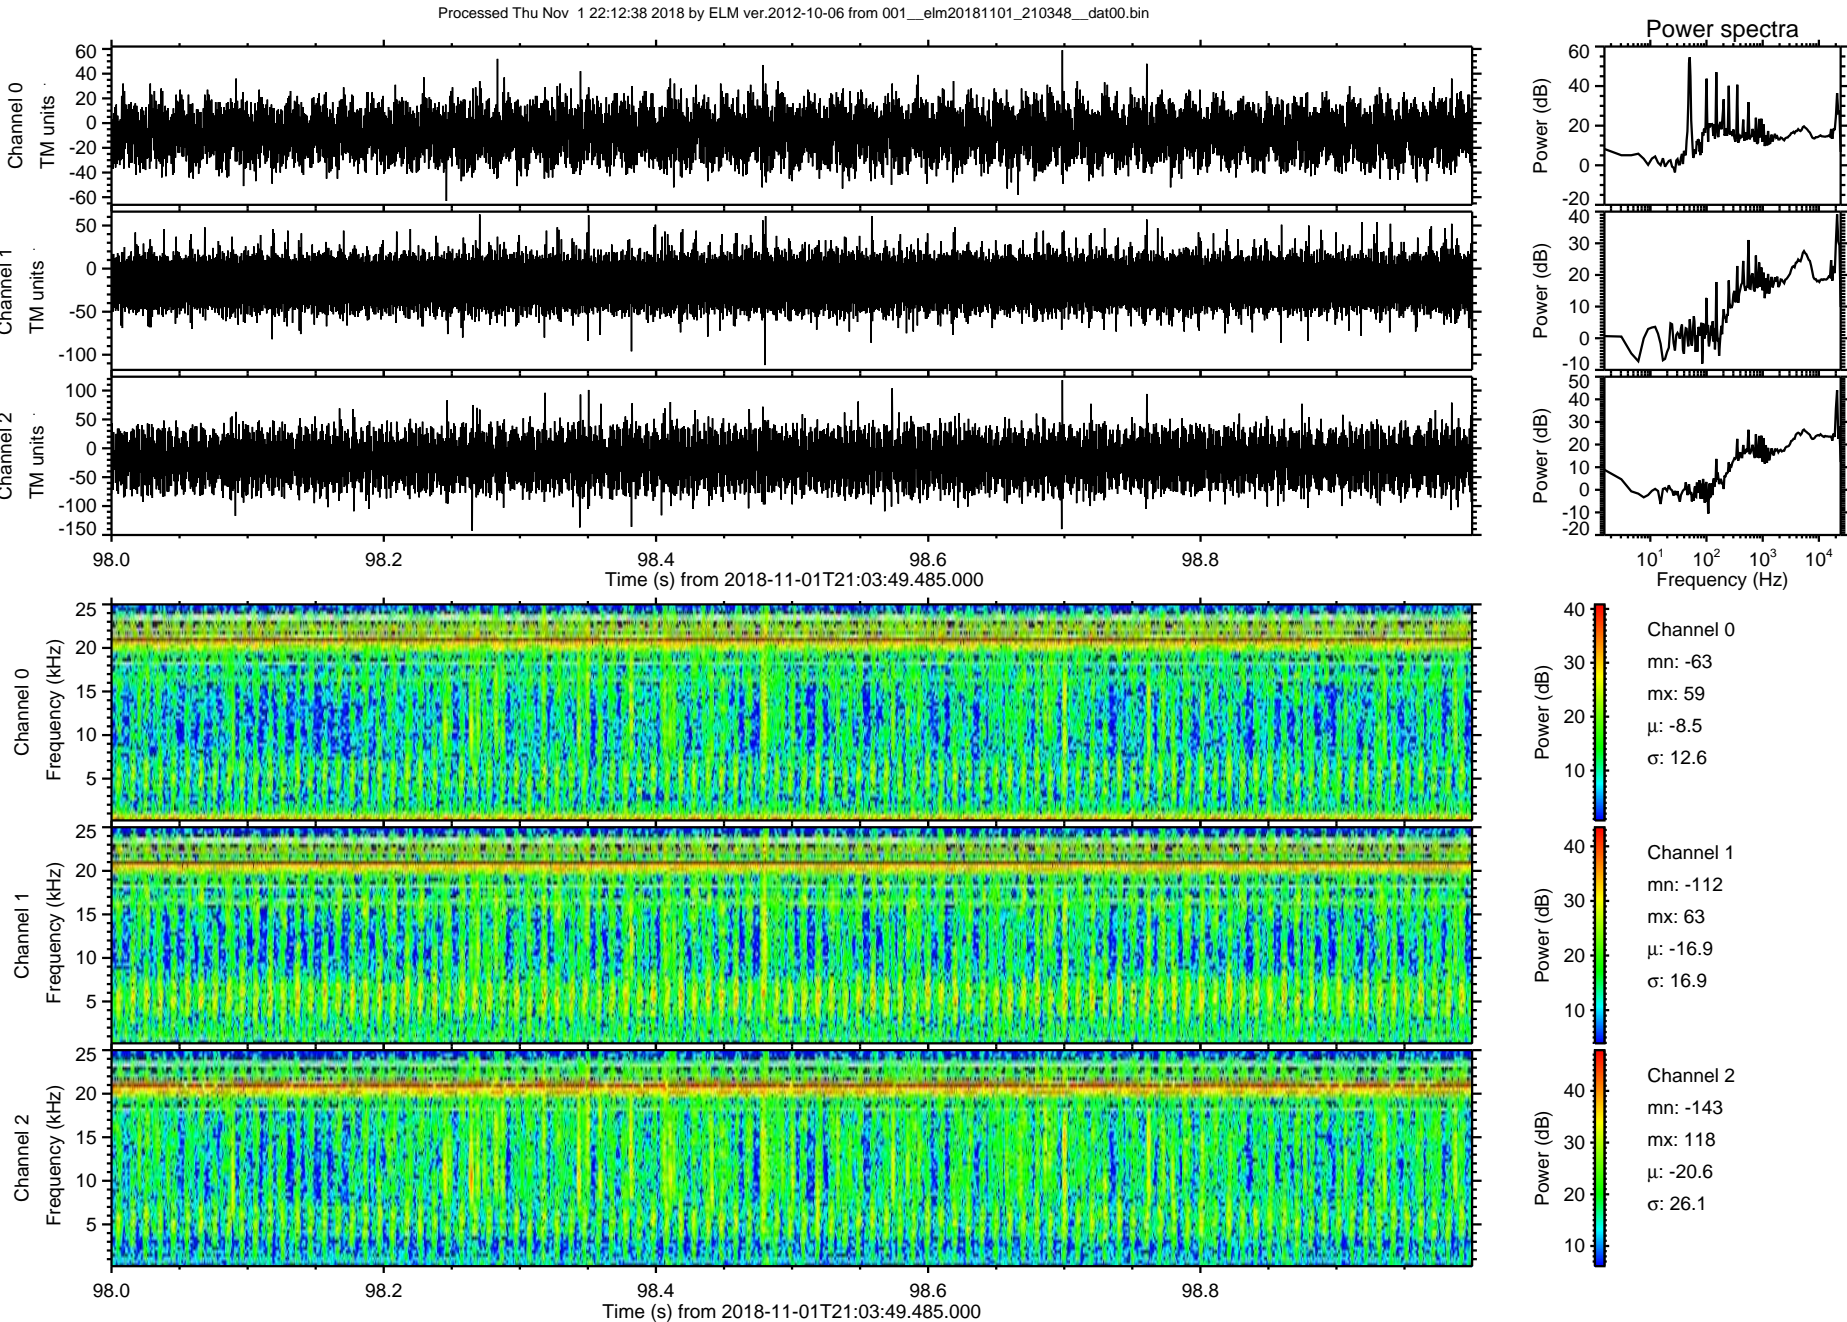 Processed Thu Nov  1 22:12:38 2018 by ELM ver.2012-10-06 from 001__elm20181101_210348__dat00.bin
Power spectra
Channel 0
TM units
60
40
20
0
-20
-40
-60
Power (dB)
60
40
20
0
-20
Channel 1
TM units
50
0
-50
-100
Power (dB)
40
30
20
10
0
-10
Channel 2
TM units
100
50
0
-50
-100
-150
Power (dB)
50
40
30
20
10
0
-10
-20
98.0 98.2 98.4 98.6 98.8
Time (s) from 2018-11-01T21:03:49.485.000
10^1 10^2 10^3 10^4
Frequency (Hz)
Channel 0
Frequency (kHz)
25
20
15
10
5
Power (dB)
40
30
20
10
Channel 0
mn: -63
mx: 59
μ: -8.5
σ: 12.6
Channel 1
Frequency (kHz)
25
20
15
10
5
Power (dB)
40
30
20
10
Channel 1
mn: -112
mx: 63
μ: -16.9
σ: 16.9
Channel 2
Frequency (kHz)
25
20
15
10
5
Power (dB)
40
30
20
10
Channel 2
mn: -143
mx: 118
μ: -20.6
σ: 26.1
98.0 98.2 98.4 98.6 98.8
Time (s) from 2018-11-01T21:03:49.485.000